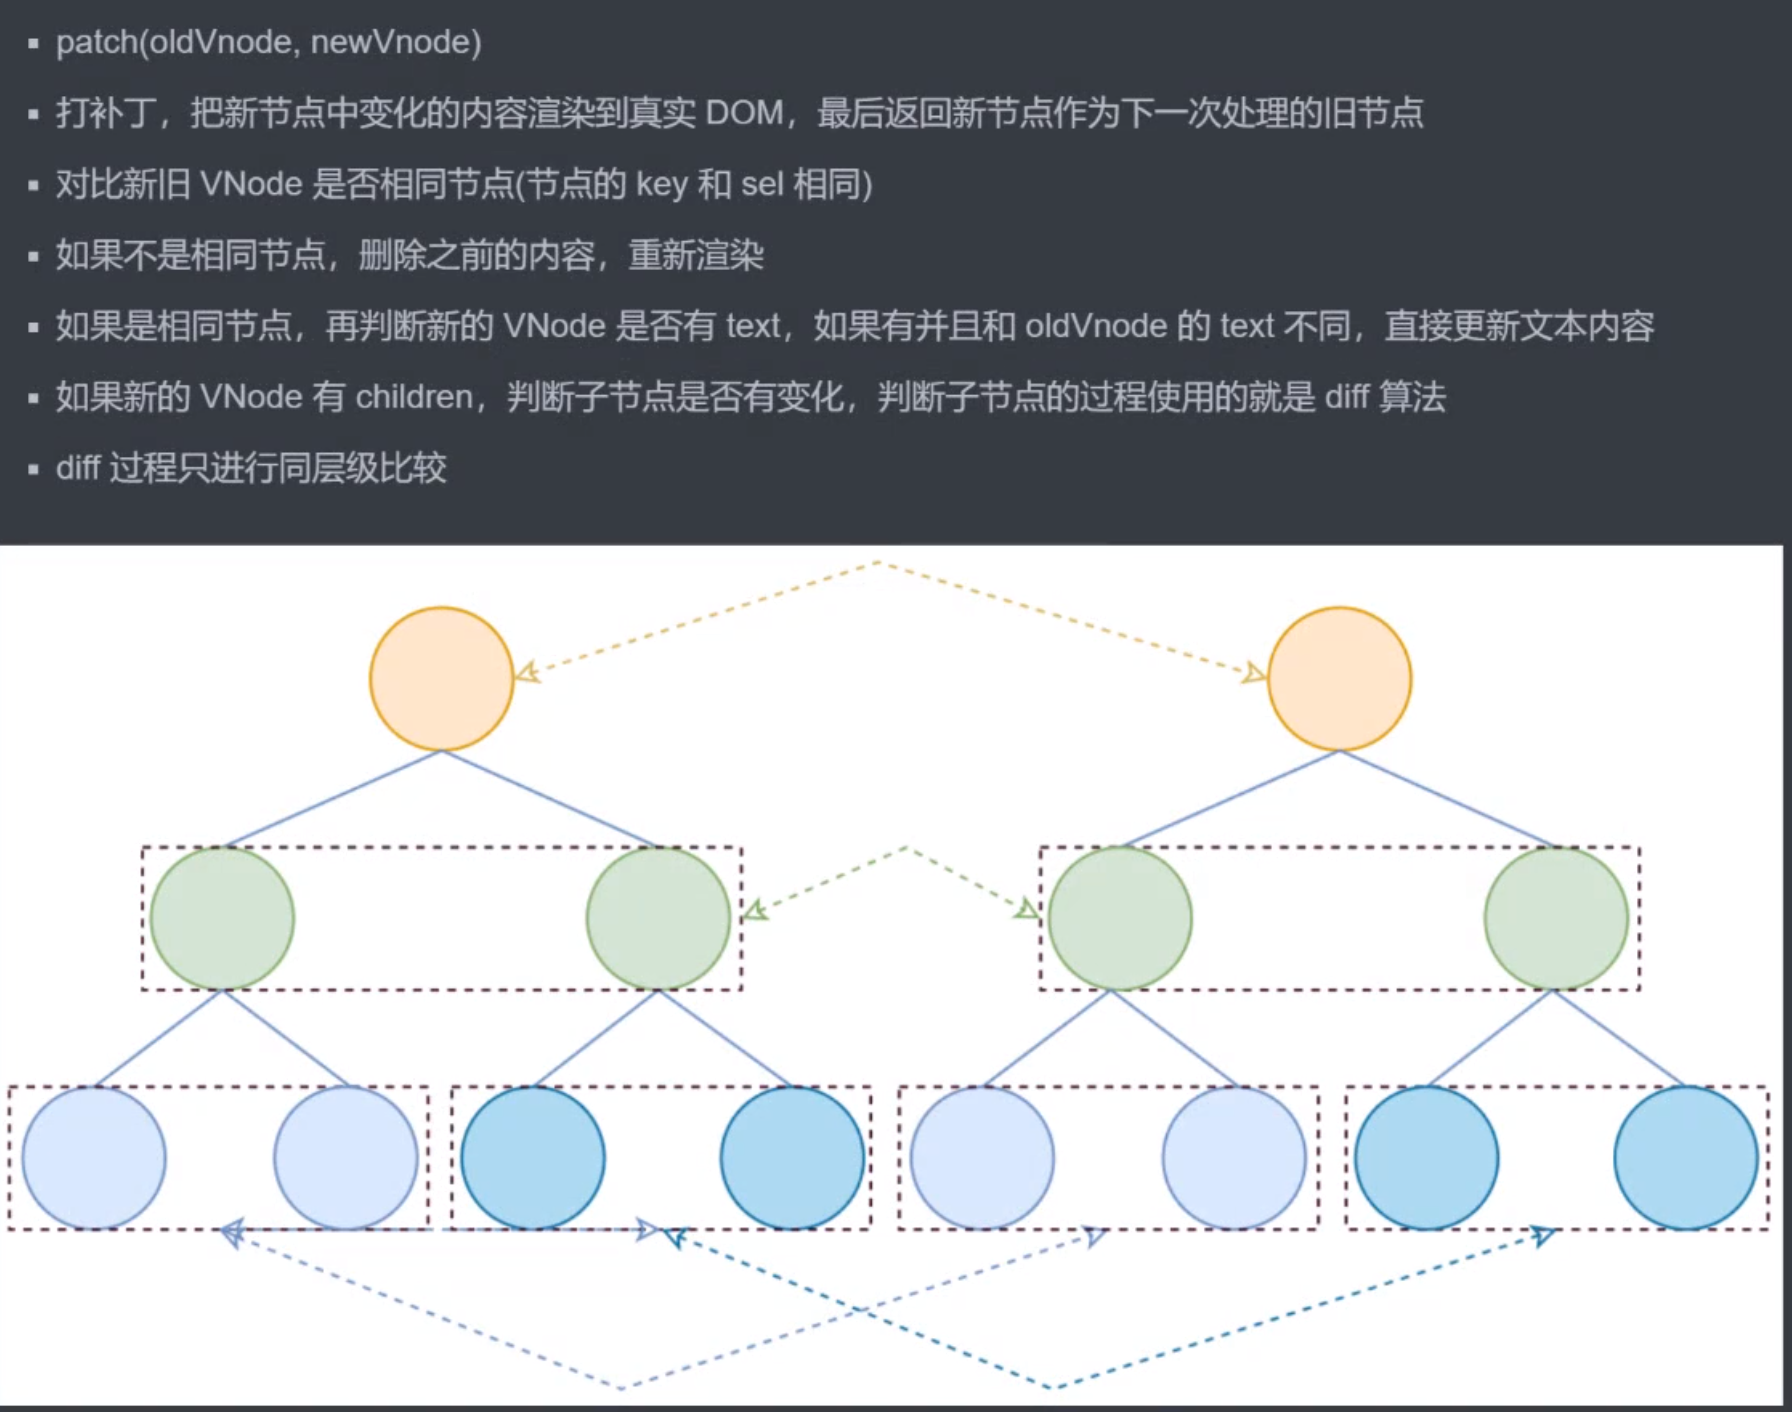 patch(oldVnode, newVnode)
打补丁，把新节点中变化的内容渲染到真实 DOM，最后返回新节点作为下一次处理的旧节点
对比新旧 VNode 是否相同节点(节点的 key 和 sel 相同)
如果不是相同节点，删除之前的内容，重新渲染
如果是相同节点，再判断新的 VNode 是否有 text，如果有并且和 oldVnode 的 text 不同，直接更新文本内容
如果新的 VNode 有 children，判断子节点是否有变化，判断子节点的过程使用的就是 diff 算法
diff 过程只进行同层级比较